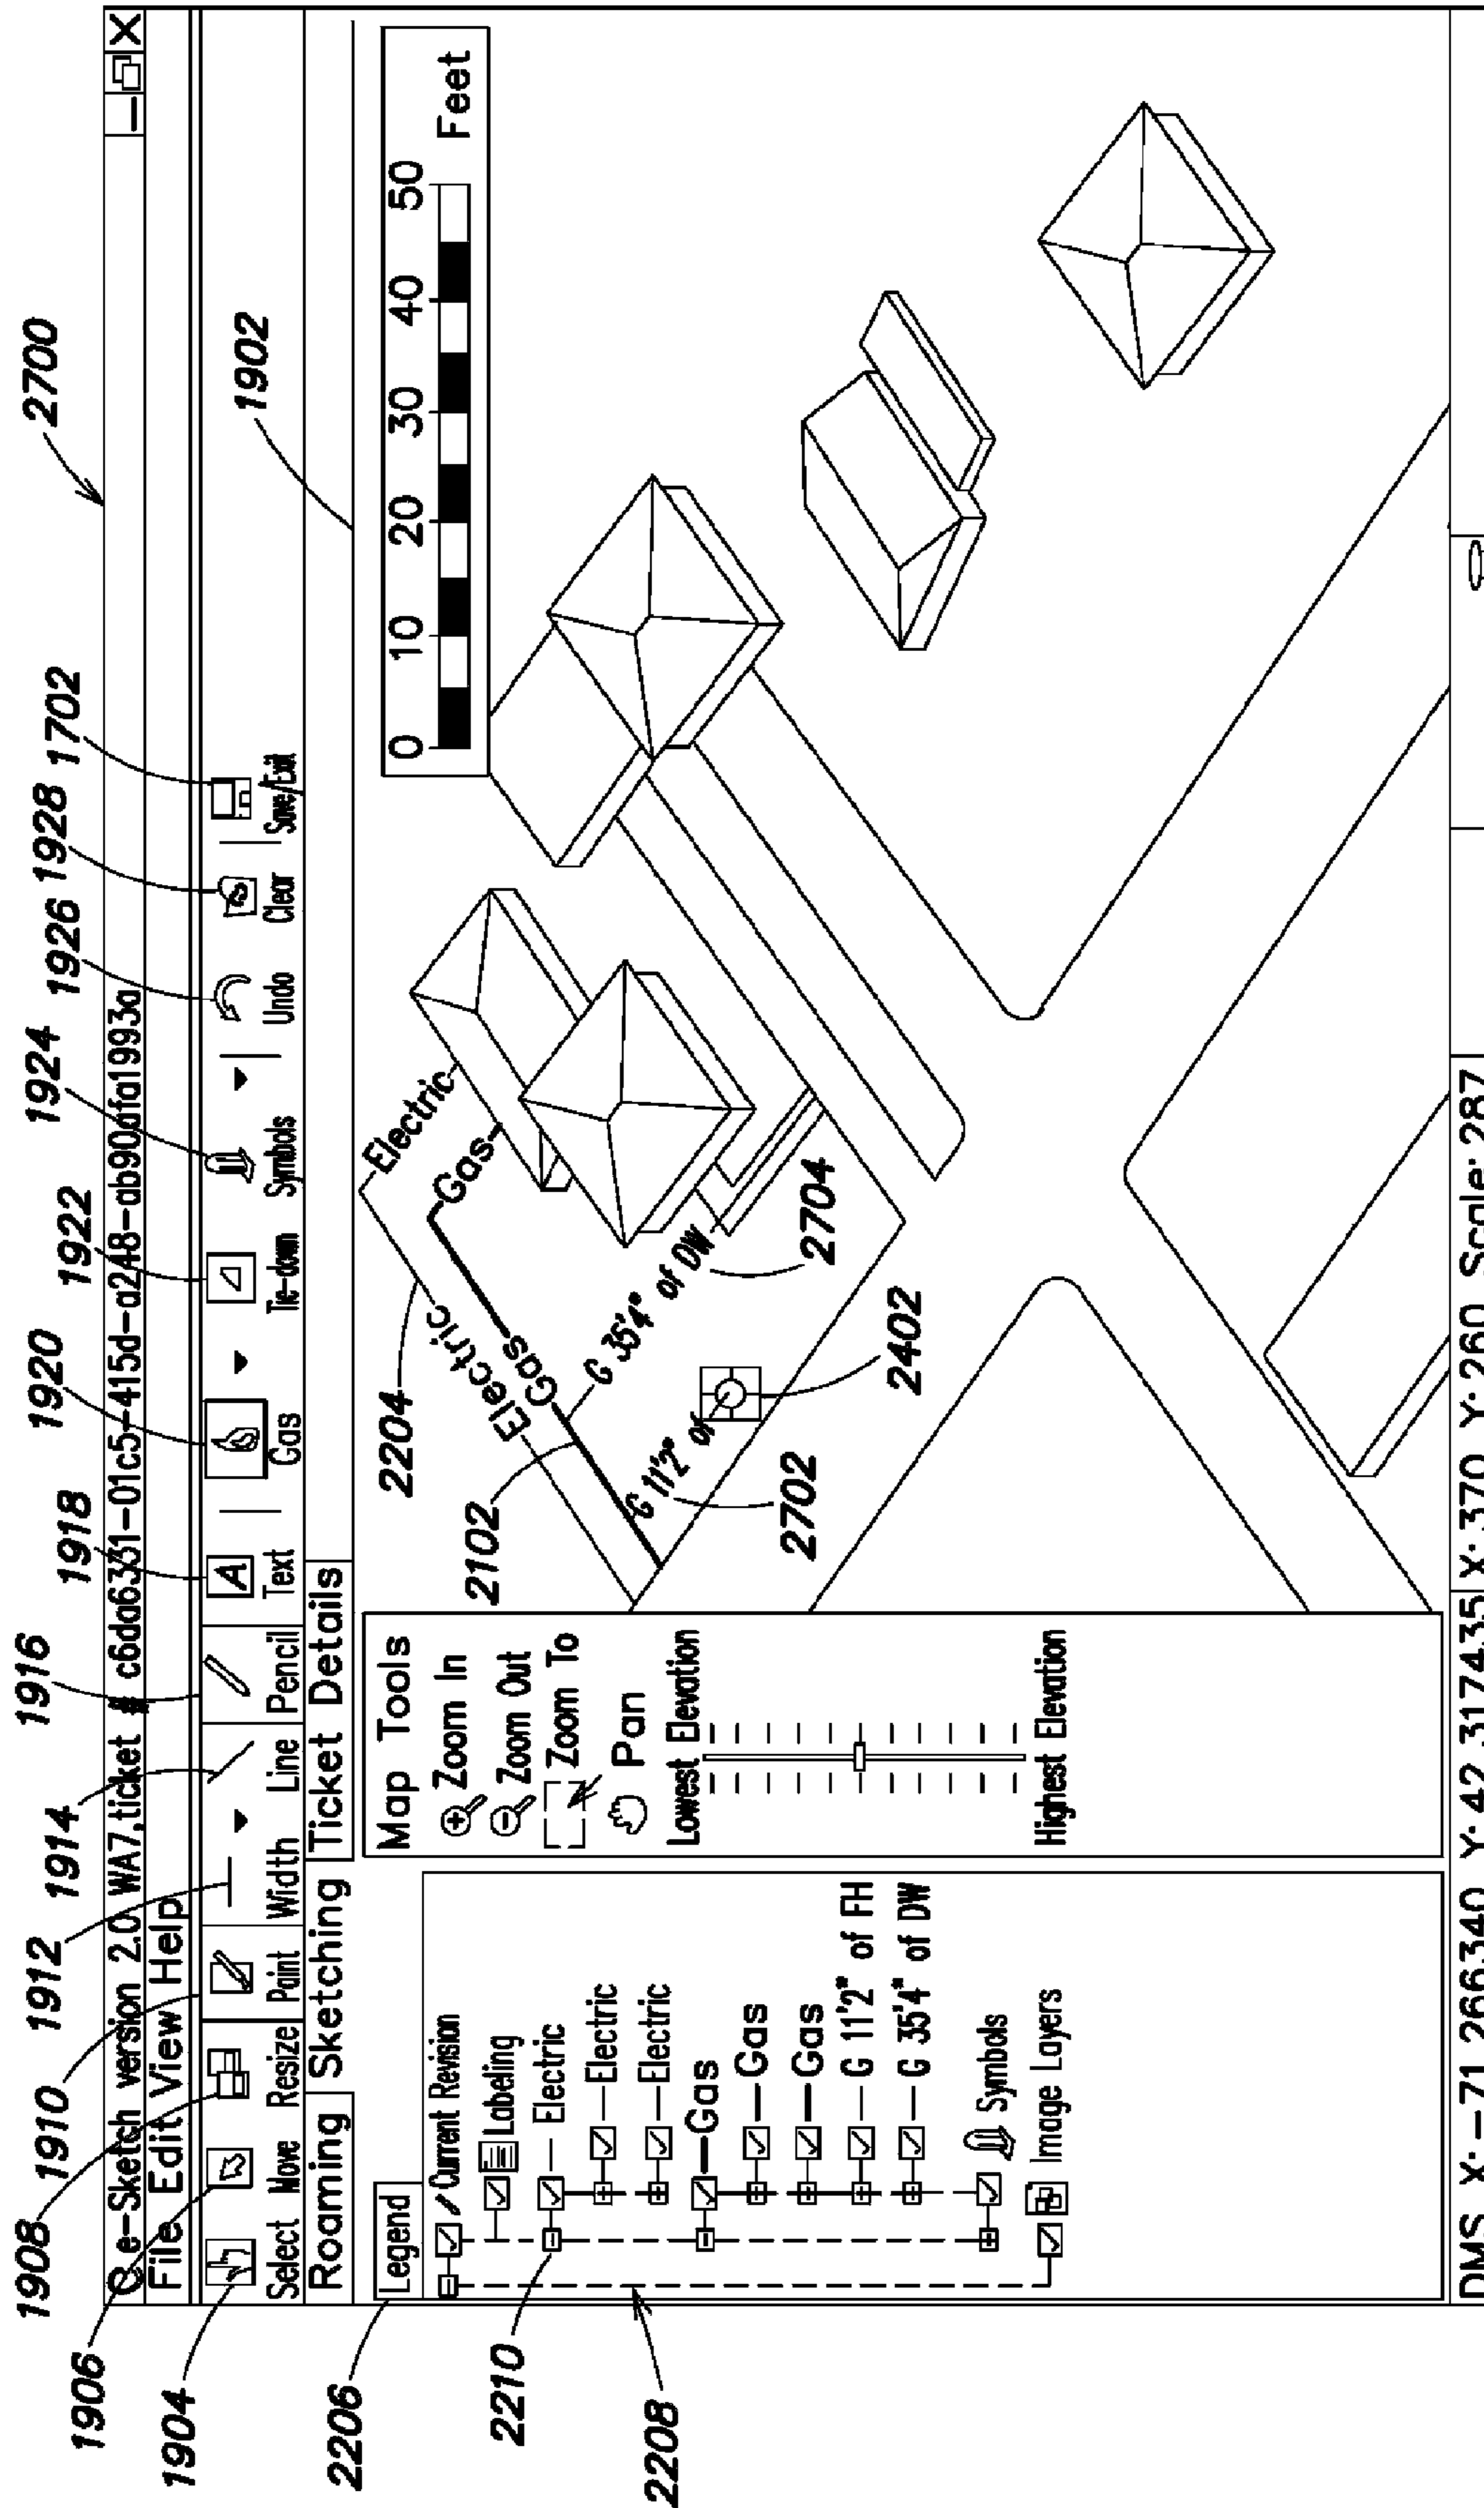 2700
1908 1910 1912 1914 1916 1918 1920 1922 1924 1926 1928 1702
1906
1904
1902
e-Sketch version 2.0 WA7,ticket # c6da6331-01c5-415d-a248-ab90afa1993a
File Edit View Help
Select Move Resize Paint Width Line Pencil Text Gas Tie-down Symbols Undo Clear Save/Exit
Roaming Sketching Ticket Details
2206
Legend
/Current Revision
Labeling
2210
Electric
Electric
Electric
Gas
Gas
Gas
G 11'2" of FH
G 35'4" of DW
Symbols
Image Layers
2208
Map Tools
Zoom In
Zoom Out
Zoom To
Pan
Lowest Elevation
Highest Elevation
0 10 20 30 40 50
Feet
2204
Electric
Electric
Electric
Gas
Gas
2102
G 35'4" of DW
G 11'2" of
2704
2402
2702
DMS X:-71.266340 Y:42.317435 X:370 Y:260 Scale: 287